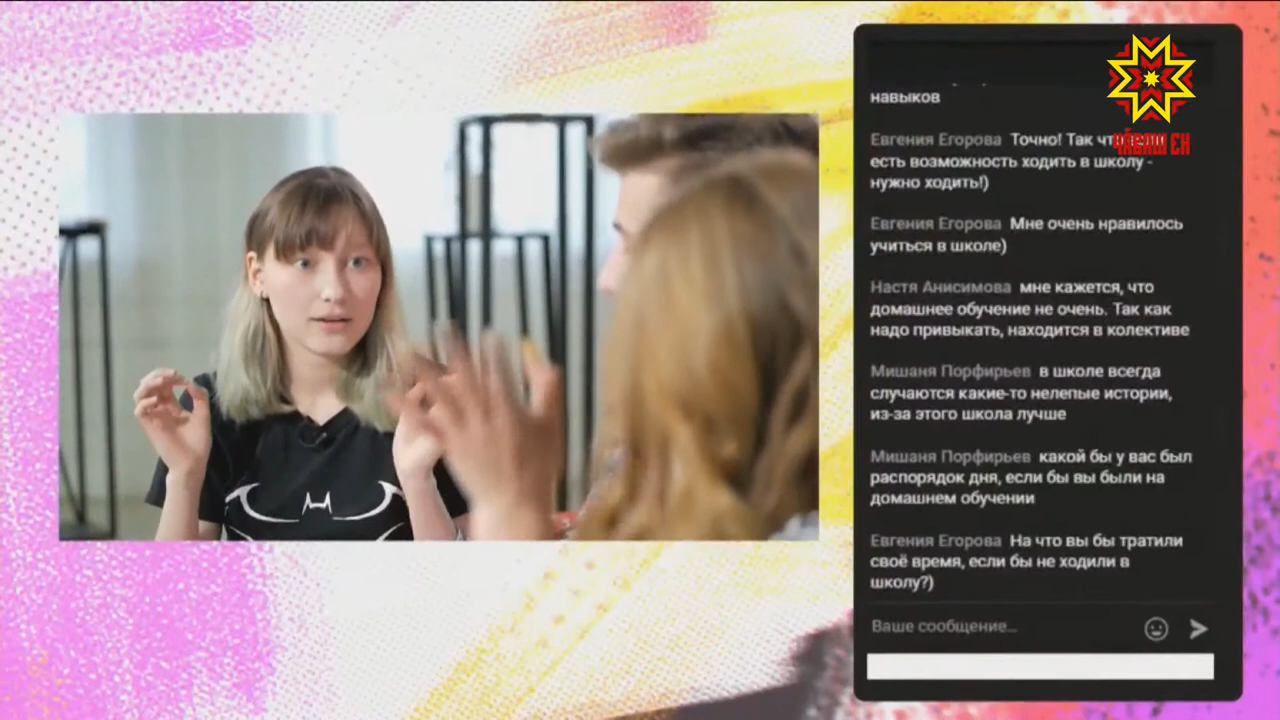 навыков
Евгения Егорова Точно! Так что если
есть возможность ходить в школу -
нужно ходить!)
Евгения Егорова Мне очень нравилось
учиться в школе)
Настя Анисимова мне кажется, что
домашнее обучение не очень. Так как
надо привыкать, находится в колективе
Мишаня Порфирьев в школе всегда
случаются какие-то нелепые истории,
из-за этого школа лучше
Мишаня Порфирьев какой бы у вас был
распорядок дня, если бы вы были на
домашнем обучении
Евгения Егорова На что вы бы тратили
своё время, если бы не ходили в
школу?)
Ваше сообщение...
ЧӐВАШ ЕН